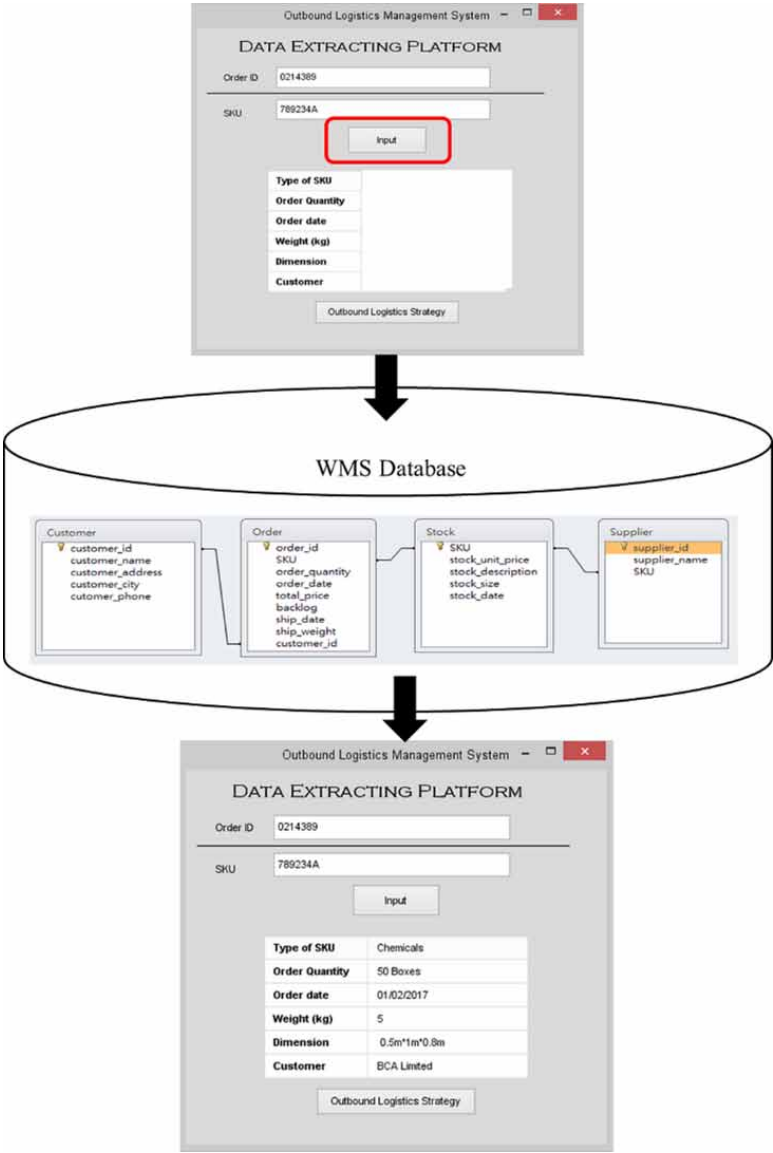 Outbound Logistics Management System
DATA EXTRACTING PLATFORM
Order ID 0214389
SKU 789234A
Input
Type of SKU
Order Quantity
Order date
Weight (kg)
Dimension
Customer
Outbound Logistics Strategy
WMS Database
Customer
customer_id
customer_name
customer_address
customer_city
cutomer_phone
Order
order_id
SKU
order_quantity
order_date
total_price
backlog
ship_date
ship_weight
customer_id
Stock
SKU
stock_unit_price
stock_description
stock_size
stock_date
Supplier
supplier_id
supplier_name
SKU
Outbound Logistics Management System
DATA EXTRACTING PLATFORM
Order ID 0214389
SKU 789234A
Input
Type of SKU Chemicals
Order Quantity 50 Boxes
Order date 01/02/2017
Weight (kg) 5
Dimension 0.5m*1m*0.8m
Customer BCA Limited
Outbound Logistics Strategy